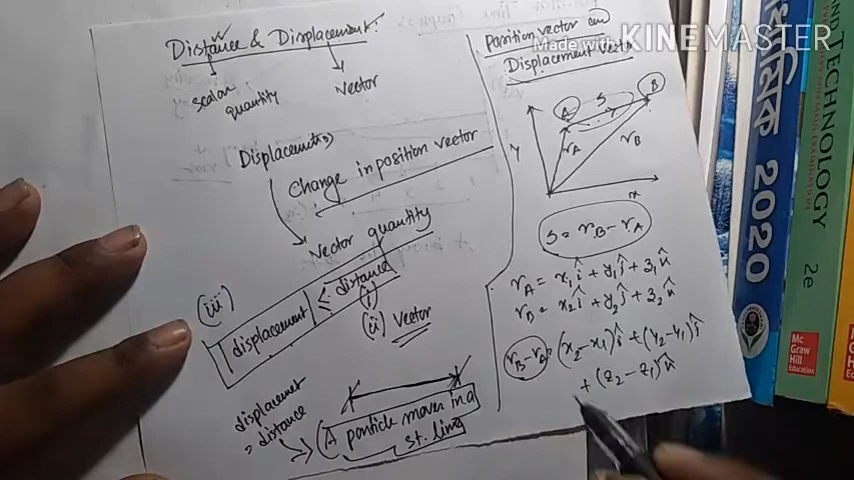 Distance & Displacement
scalar
quantity
Vector
Displacement
Change in position vector
Vector quantity
(iii) |displacement| ≤ distance
(i)
(ii) Vector
displacement
= distance
(A particle moves in a
st. line
Position vector and
Displacement Vector
A S B
Y rA rB
x
S = rB - rA
rA = x1î + y1ĵ + z1k̂
rB = x2î + y2ĵ + z2k̂
rB - rA = (x2 - x1)î + (y2 - y1)ĵ
+ (z2 - z1)k̂
Made with KINEMASTER
2020
TECHNOLOGY
2e
Mc
Graw
Hill
Education